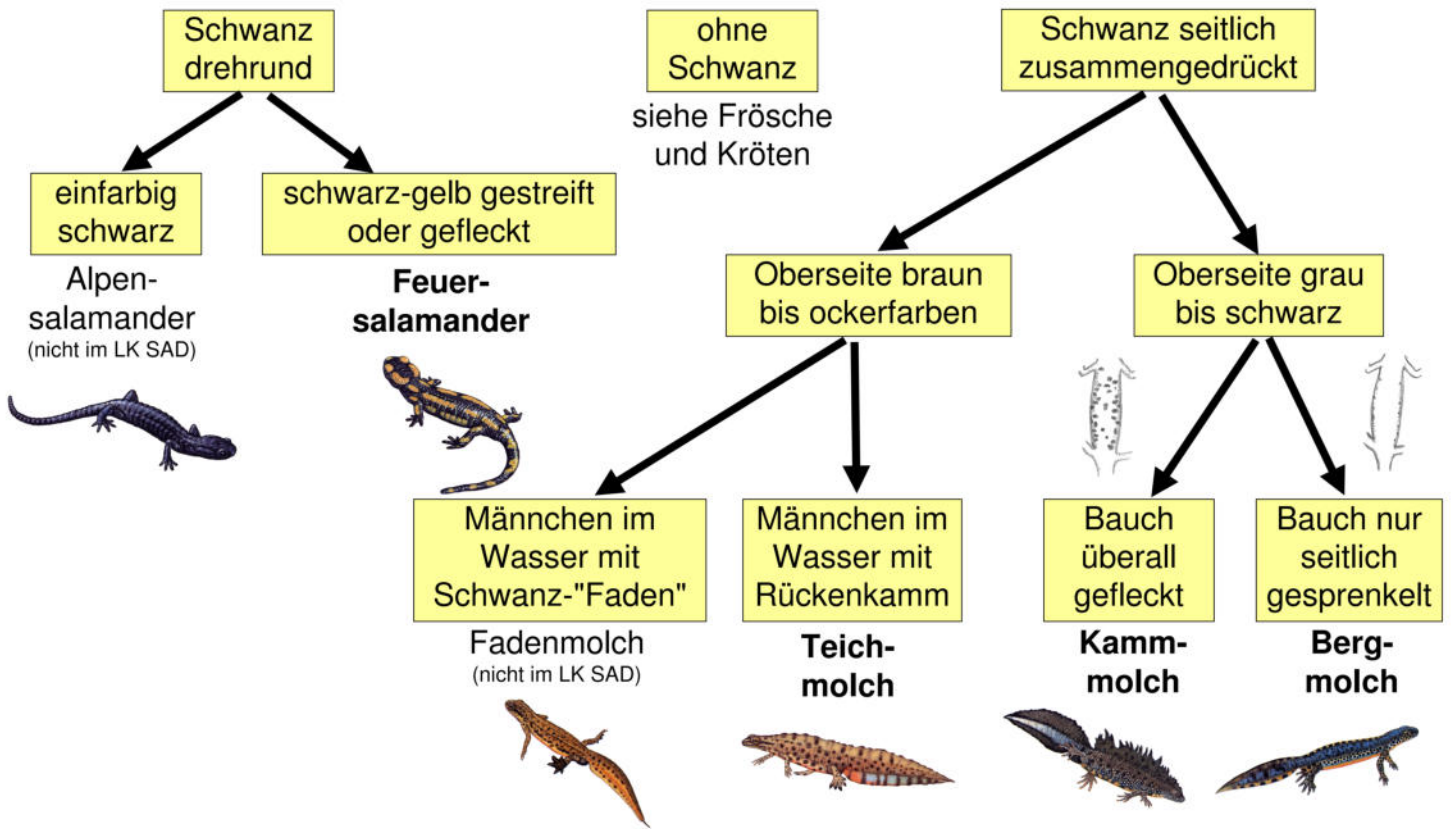 Schwanz
drehrund
ohne
Schwanz
siehe Frösche
und Kröten
Schwanz seitlich
zusammengedrückt
einfarbig
schwarz
Alpen-
salamander
(nicht im LK SAD)
schwarz-gelb gestreift
oder gefleckt
Feuer-
salamander
Oberseite braun
bis ockerfarben
Oberseite grau
bis schwarz
Männchen im
Wasser mit
Schwanz-"Faden"
Fadenmolch
(nicht im LK SAD)
Männchen im
Wasser mit
Rückenkamm
Teich-
molch
Bauch
überall
gefleckt
Kamm-
molch
Bauch nur
seitlich
gesprenkelt
Berg-
molch